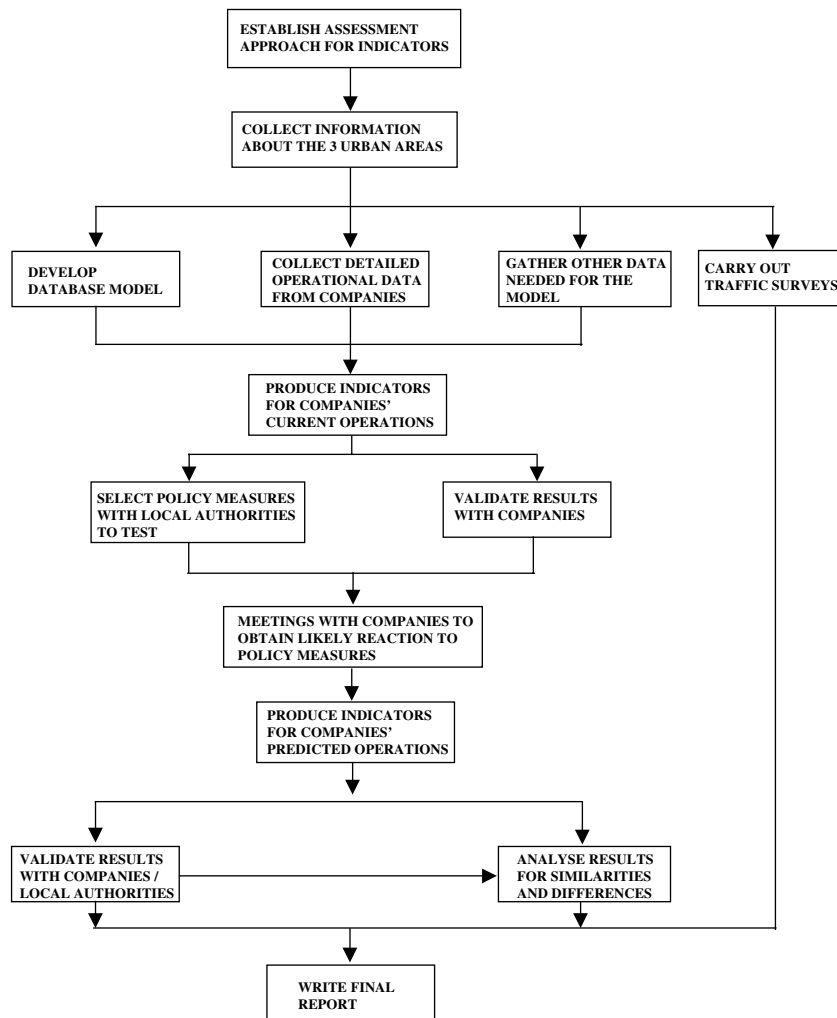 ESTABLISH ASSESSMENT
APPROACH FOR INDICATORS
COLLECT INFORMATION
ABOUT THE 3 URBAN AREAS
DEVELOP
DATABASE MODEL
COLLECT DETAILED
OPERATIONAL DATA
FROM COMPANIES
GATHER OTHER DATA
NEEDED FOR THE
MODEL
CARRY OUT
TRAFFIC SURVEYS
PRODUCE INDICATORS
FOR COMPANIES’
CURRENT OPERATIONS
SELECT POLICY MEASURES
WITH LOCAL AUTHORITIES
TO TEST
VALIDATE RESULTS
WITH COMPANIES
MEETINGS WITH COMPANIES TO
OBTAIN LIKELY REACTION TO
POLICY MEASURES
PRODUCE INDICATORS
FOR COMPANIES’
PREDICTED OPERATIONS
VALIDATE RESULTS
WITH COMPANIES /
LOCAL AUTHORITIES
ANALYSE RESULTS
FOR SIMILARITIES
AND DIFFERENCES
WRITE FINAL
REPORT